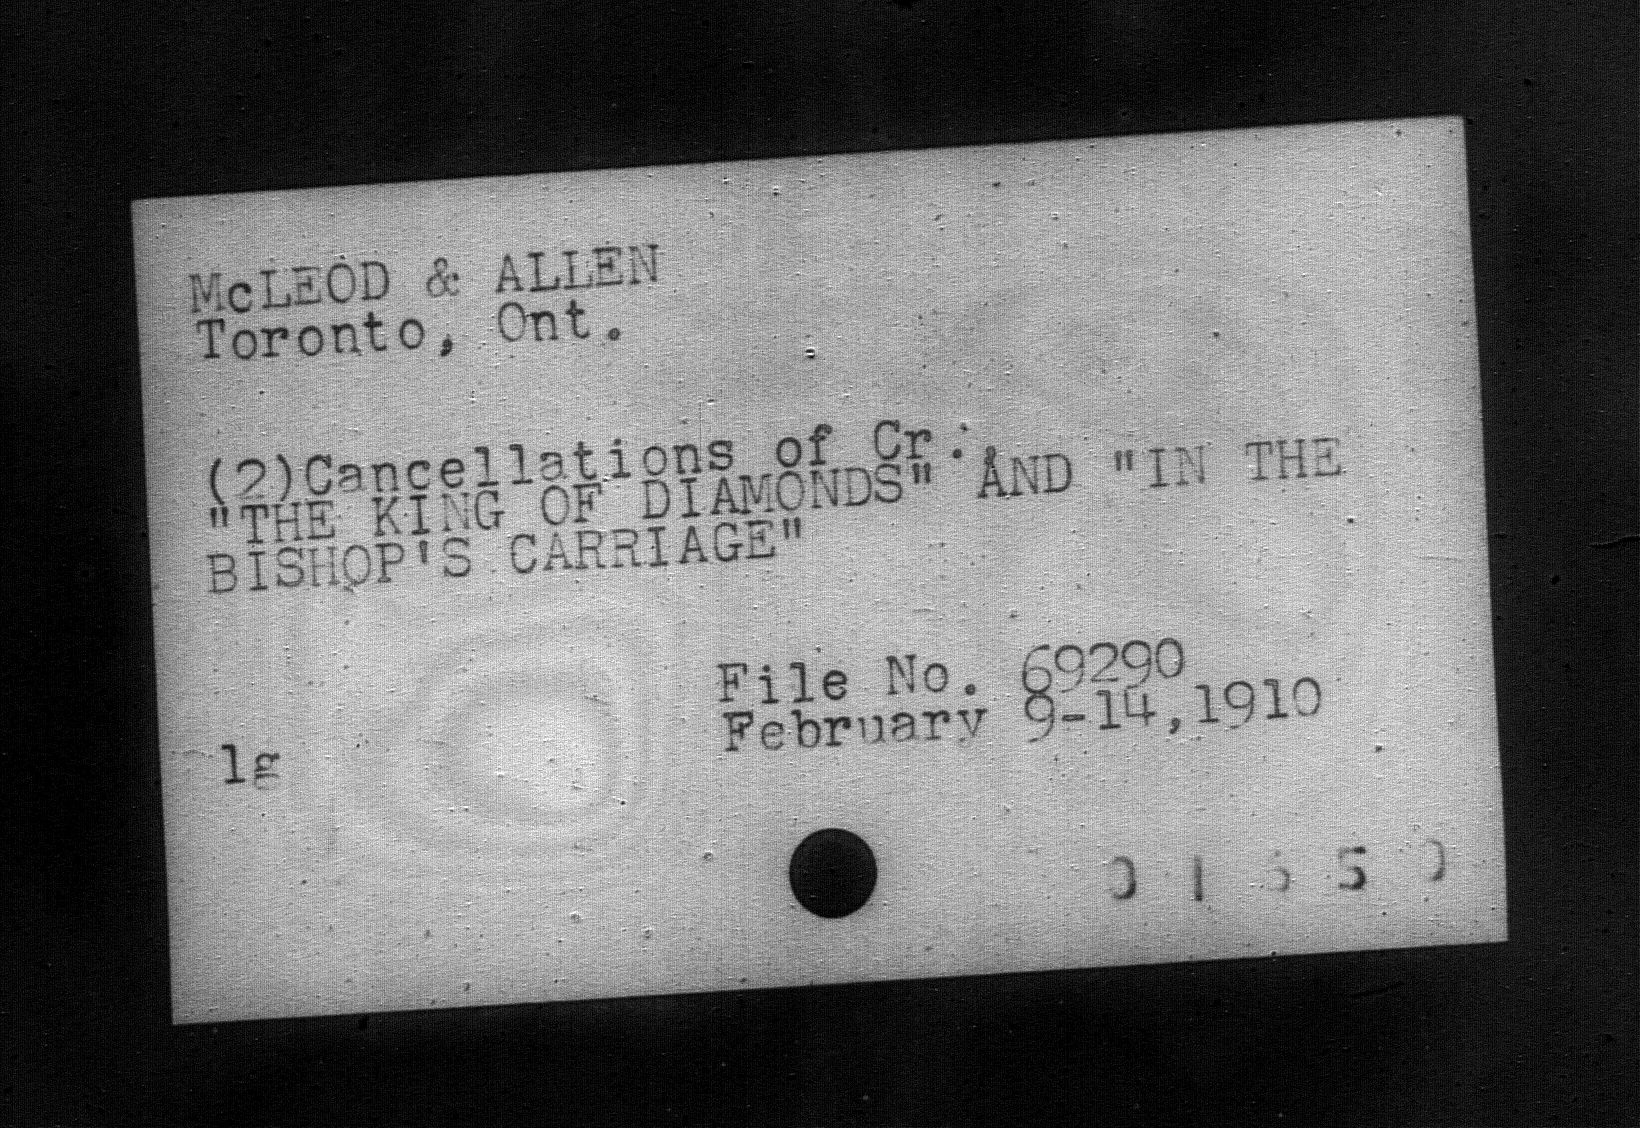 McLEOD & ALLEN
Toronto, Ont.
(2)Cancellations of Cr.
"THE KING OF DIAMONDS" AND "IN THE
BISHOP'S CARRIAGE"
File No. 69290
February 9-14,1910
lg